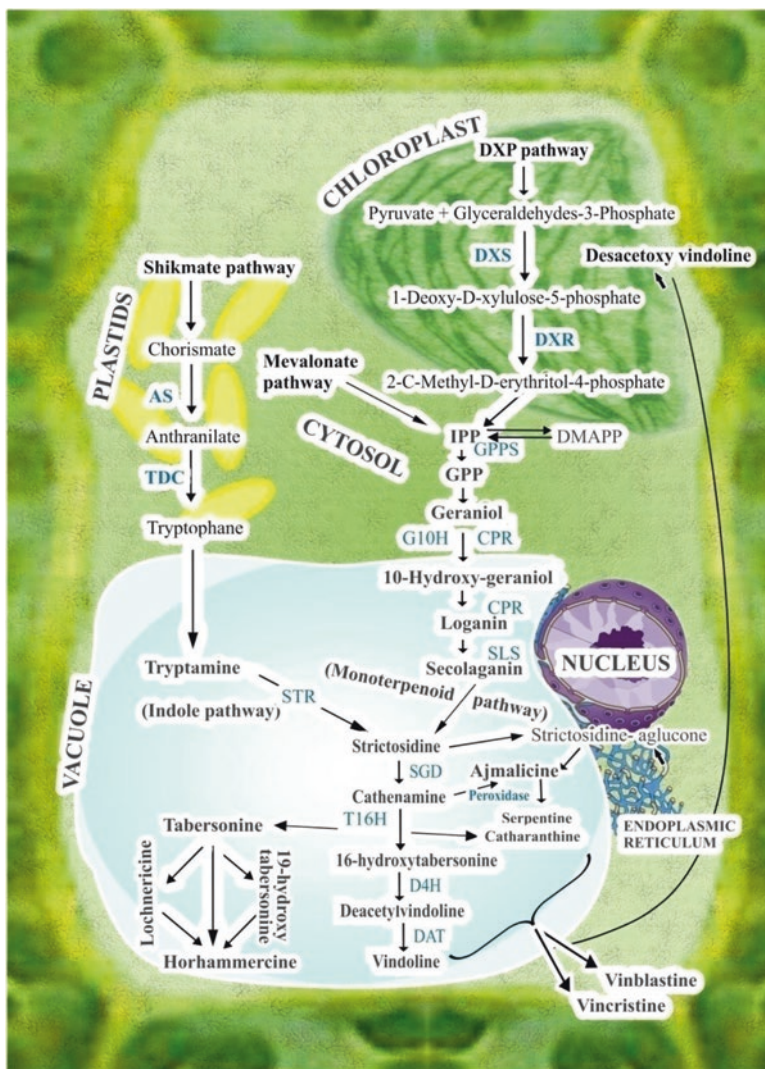 CHLOROPLAST
DXP pathway
Pyruvate + Glyceraldehydes-3-Phosphate
DXS
Desacetoxy vindoline
1-Deoxy-D-xylulose-5-phosphate
DXR
2-C-Methyl-D-erythritol-4-phosphate
Shikmate pathway
PLASTIDS
Chorismate
AS
Anthranilate
TDC
Tryptophane
Mevalonate
pathway
CYTOSOL
IPP
DMAPP
GPPS
GPP
Geraniol
G10H
CPR
10-Hydroxy-geraniol
CPR
Loganin
SLS
Secolaganin
NUCLEUS
VACUOLE
Tryptamine
(Indole pathway)
STR
(Monoterpenoid pathway)
Strictosidine
Strictosidine- aglucone
SGD
Ajmalicine
Cathenamine
Peroxidase
Serpentine
Catharanthine
ENDOPLASMIC
RETICULUM
T16H
Tabersonine
16-hydroxytabersonine
Lochnericine
19-hydroxy
tabersonine
D4H
Deacetylvindoline
DAT
Horhammercine
Vindoline
Vinblastine
Vincristine